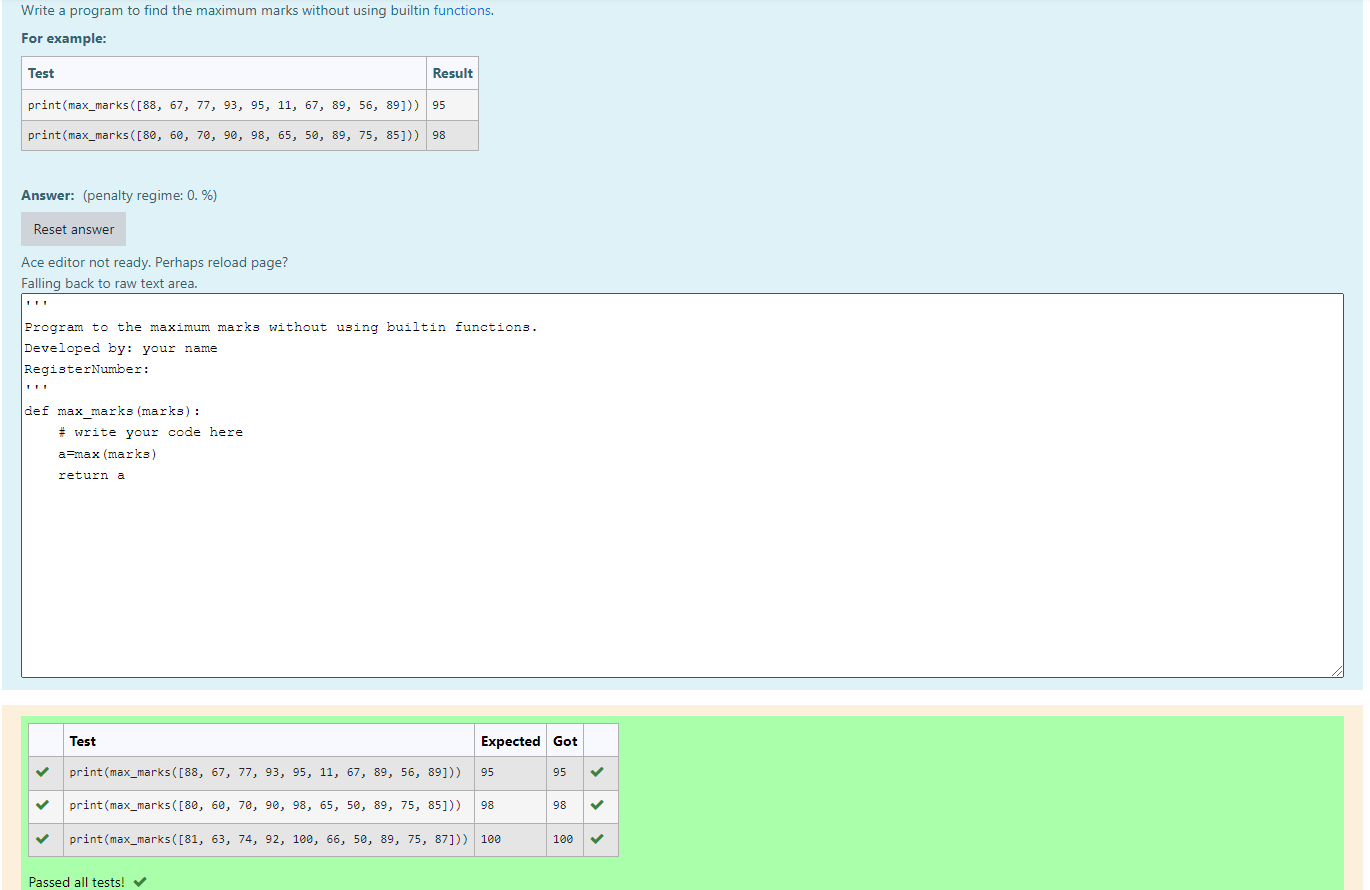 Write a program to find the maximum marks without using builtin functions.
For example:
Test Result
print(max_marks([88, 67, 77, 93, 95, 11, 67, 89, 56, 89])) 95
print(max_marks([80, 60, 70, 90, 98, 65, 50, 89, 75, 85])) 98
Answer: (penalty regime: 0. %)
Reset answer
Ace editor not ready. Perhaps reload page?
Falling back to raw text area.
'''
Program to the maximum marks without using builtin functions.
Developed by: your name
RegisterNumber:
'''
def max_marks(marks):
    # write your code here
    a=max(marks)
    return a
Test Expected Got
print(max_marks([88, 67, 77, 93, 95, 11, 67, 89, 56, 89])) 95 95
print(max_marks([80, 60, 70, 90, 98, 65, 50, 89, 75, 85])) 98 98
print(max_marks([81, 63, 74, 92, 100, 66, 50, 89, 75, 87])) 100 100
Passed all tests!